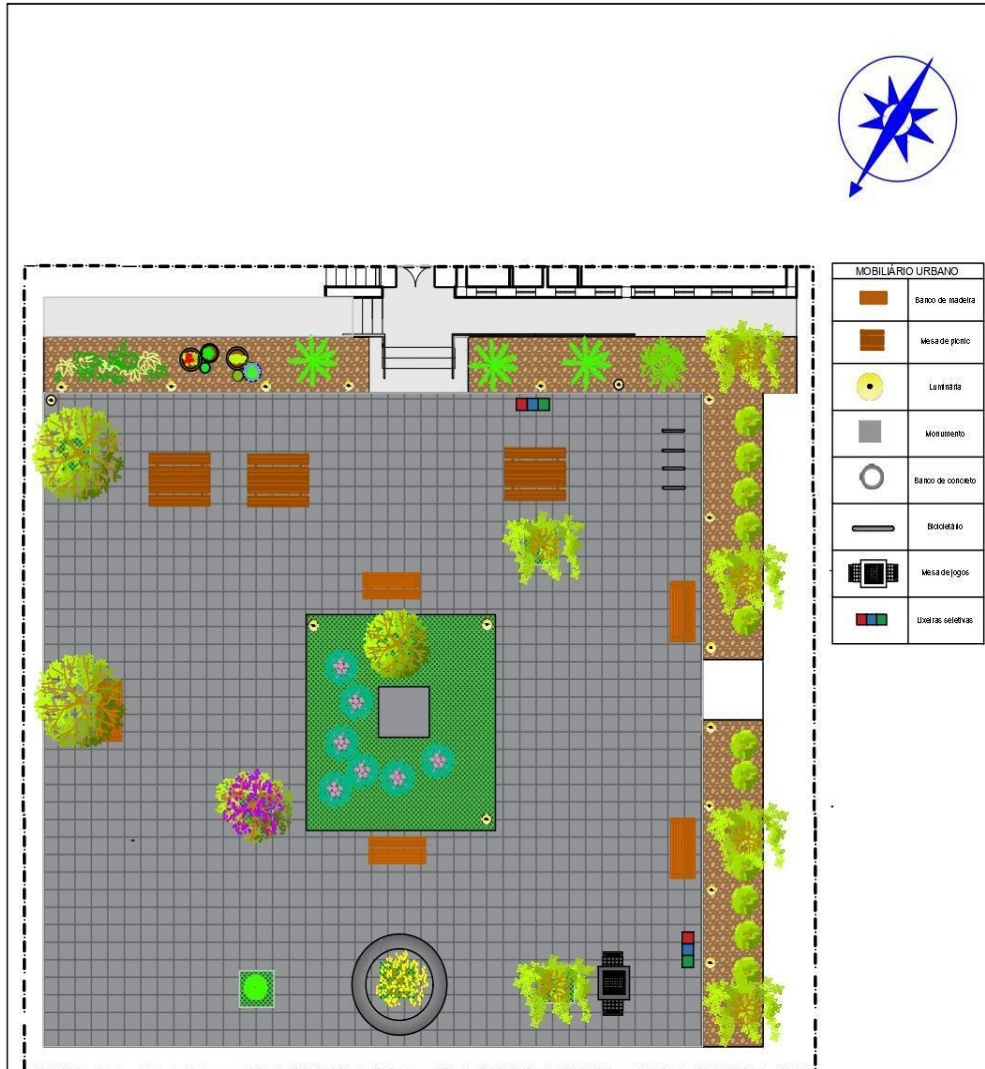 MOBILIÁRIO URBANO
Banco de madeira
Mesa de picnic
Luminária
Monumento
Banco de concreto
Bicicletário
Mesa de jogos
Lixeiras seletivas